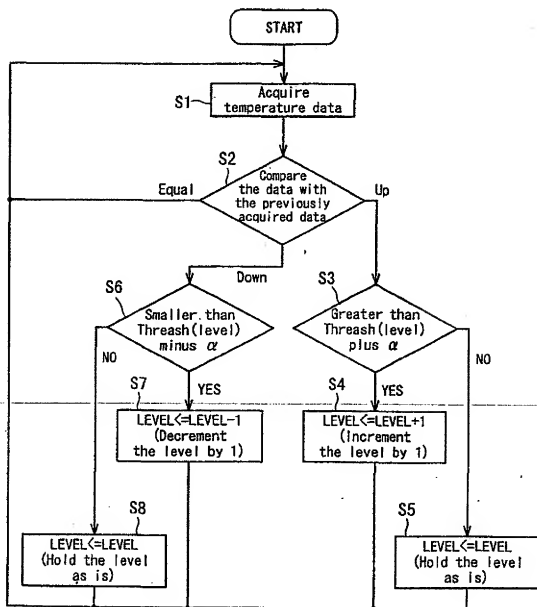 START
S1
Acquire
temperature data
S2
Compare
the data with
the previously
acquired data
Equal
Up
Down
S6
Smaller than
Threash(level)
minus α
S3
Greater than
Threash(level)
plus α
NO
YES
YES
NO
S7
LEVEL<=LEVEL-1
(Decrement
the level by 1)
S4
LEVEL<=LEVEL+1
(Increment
the level by 1)
S8
LEVEL<=LEVEL
(Hold the level
as is)
S5
LEVEL<=LEVEL
(Hold the level
as is)